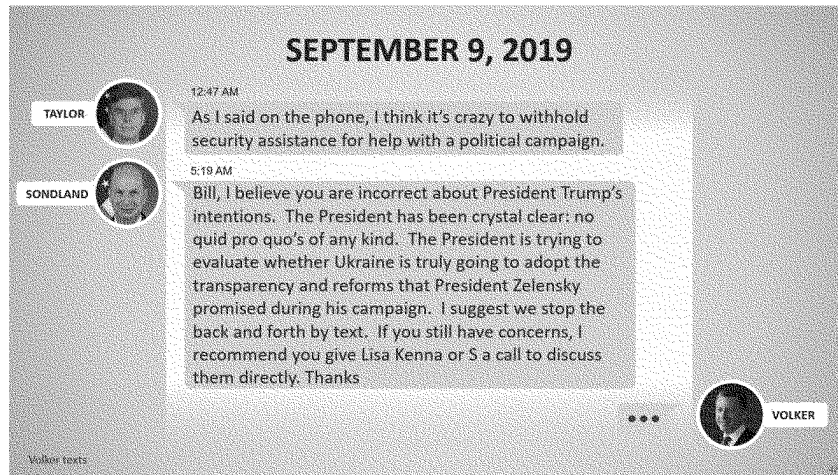 SEPTEMBER 9, 2019
12:47 AM
TAYLOR
As I said on the phone, I think it's crazy to withhold
security assistance for help with a political campaign.
5:19 AM
SONDLAND
Bill, I believe you are incorrect about President Trump's
intentions. The President has been crystal clear: no
quid pro quo's of any kind. The President is trying to
evaluate whether Ukraine is truly going to adopt the
transparency and reforms that President Zelensky
promised during his campaign. I suggest we stop the
back and forth by text. If you still have concerns, I
recommend you give Lisa Kenna or S a call to discuss
them directly. Thanks
VOLKER
Volker texts